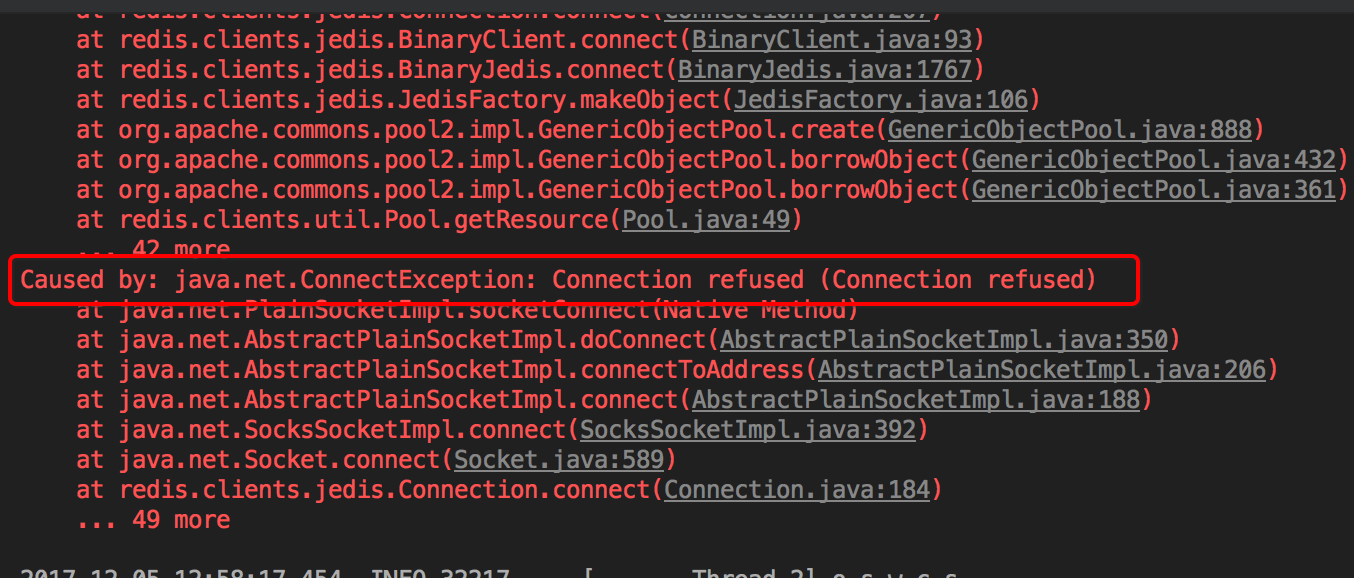 at redis.clients.jedis.Connection.connect(Connection.java:207)
at redis.clients.jedis.BinaryClient.connect(BinaryClient.java:93)
at redis.clients.jedis.BinaryJedis.connect(BinaryJedis.java:1767)
at redis.clients.jedis.JedisFactory.makeObject(JedisFactory.java:106)
at org.apache.commons.pool2.impl.GenericObjectPool.create(GenericObjectPool.java:888)
at org.apache.commons.pool2.impl.GenericObjectPool.borrowObject(GenericObjectPool.java:432)
at org.apache.commons.pool2.impl.GenericObjectPool.borrowObject(GenericObjectPool.java:361)
at redis.clients.util.Pool.getResource(Pool.java:49)
... 42 more
Caused by: java.net.ConnectException: Connection refused (Connection refused)
at java.net.PlainSocketImpl.socketConnect(Native Method)
at java.net.AbstractPlainSocketImpl.doConnect(AbstractPlainSocketImpl.java:350)
at java.net.AbstractPlainSocketImpl.connectToAddress(AbstractPlainSocketImpl.java:206)
at java.net.AbstractPlainSocketImpl.connect(AbstractPlainSocketImpl.java:188)
at java.net.SocksSocketImpl.connect(SocksSocketImpl.java:392)
at java.net.Socket.connect(Socket.java:589)
at redis.clients.jedis.Connection.connect(Connection.java:184)
... 49 more
2017-12-05 12:58:17.454 INFO 32217 [ Thread-2] o.s.w.c.s